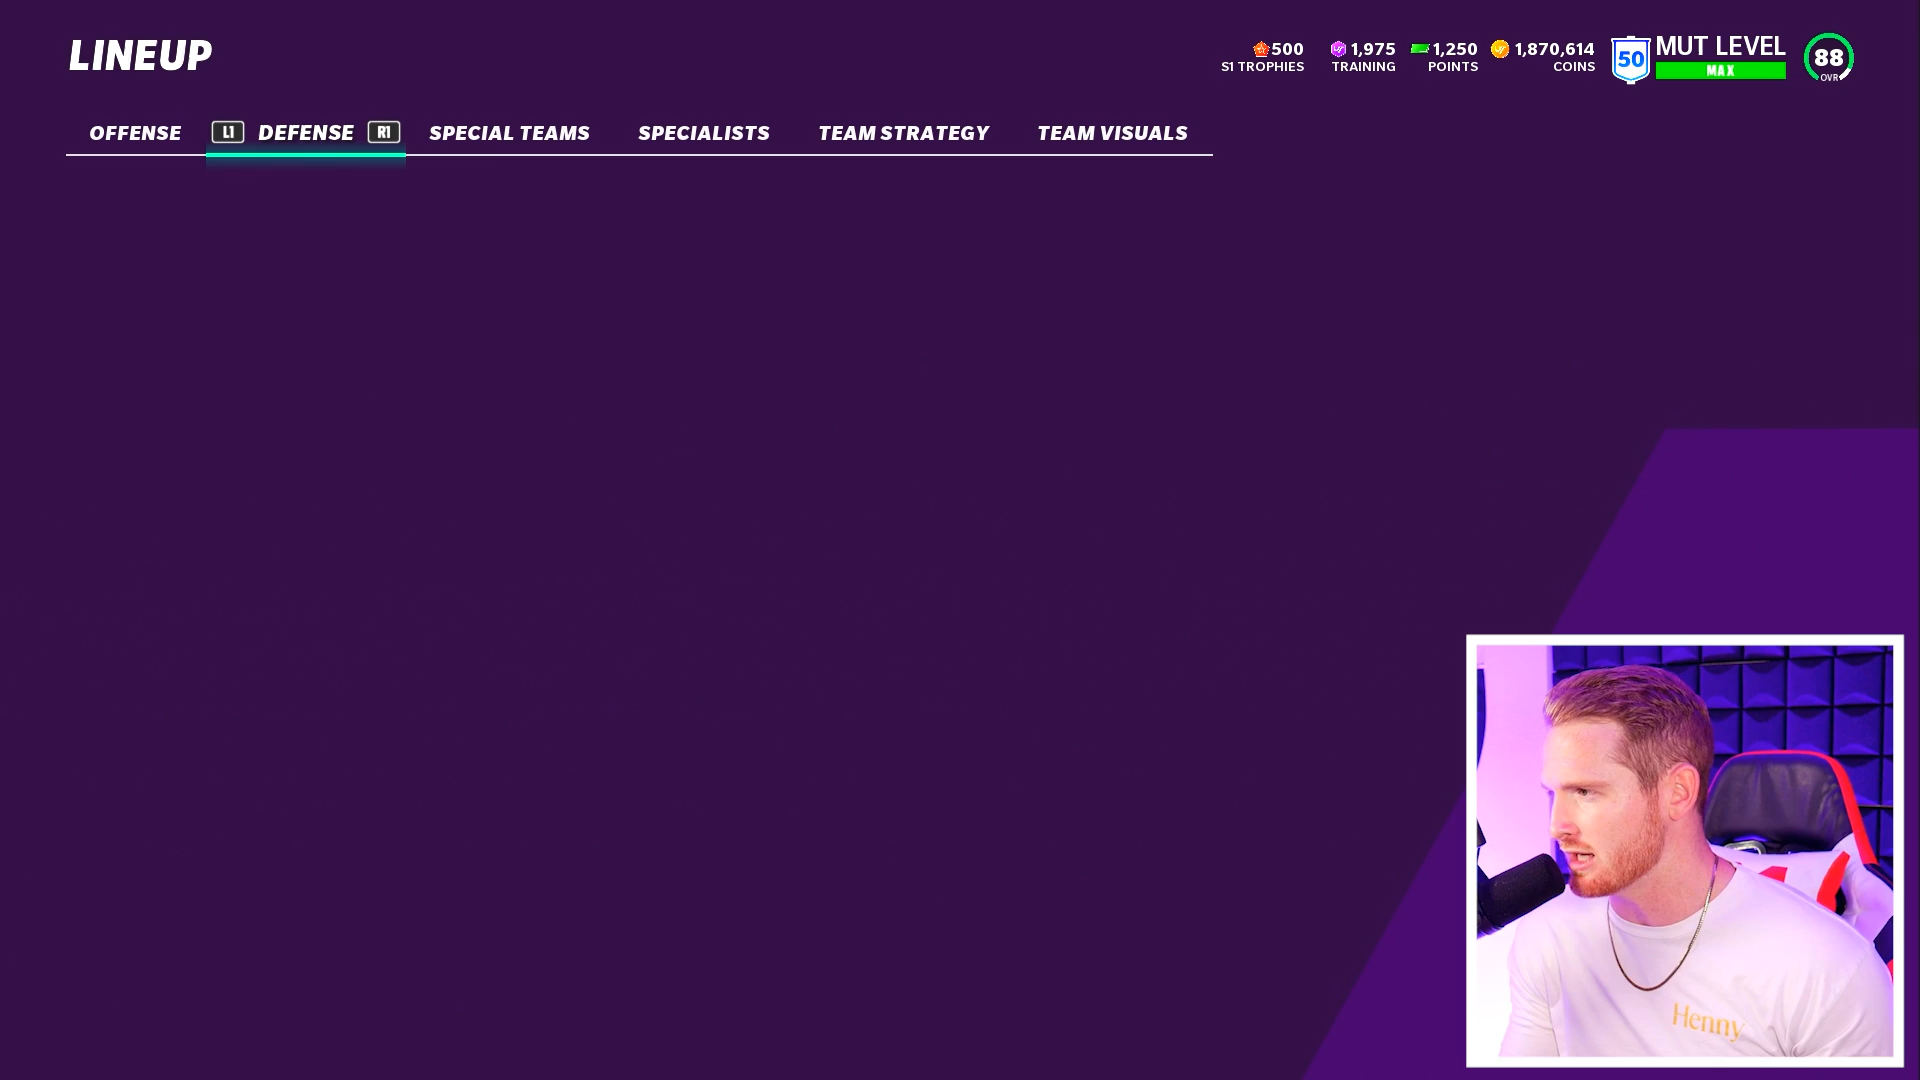 LINEUP
500
S1 TROPHIES
1,975
TRAINING
1,250
POINTS
1,870,614
COINS
50
MUT LEVEL
MAX
88
OVR
OFFENSE
L1
DEFENSE
R1
SPECIAL TEAMS
SPECIALISTS
TEAM STRATEGY
TEAM VISUALS
Henny